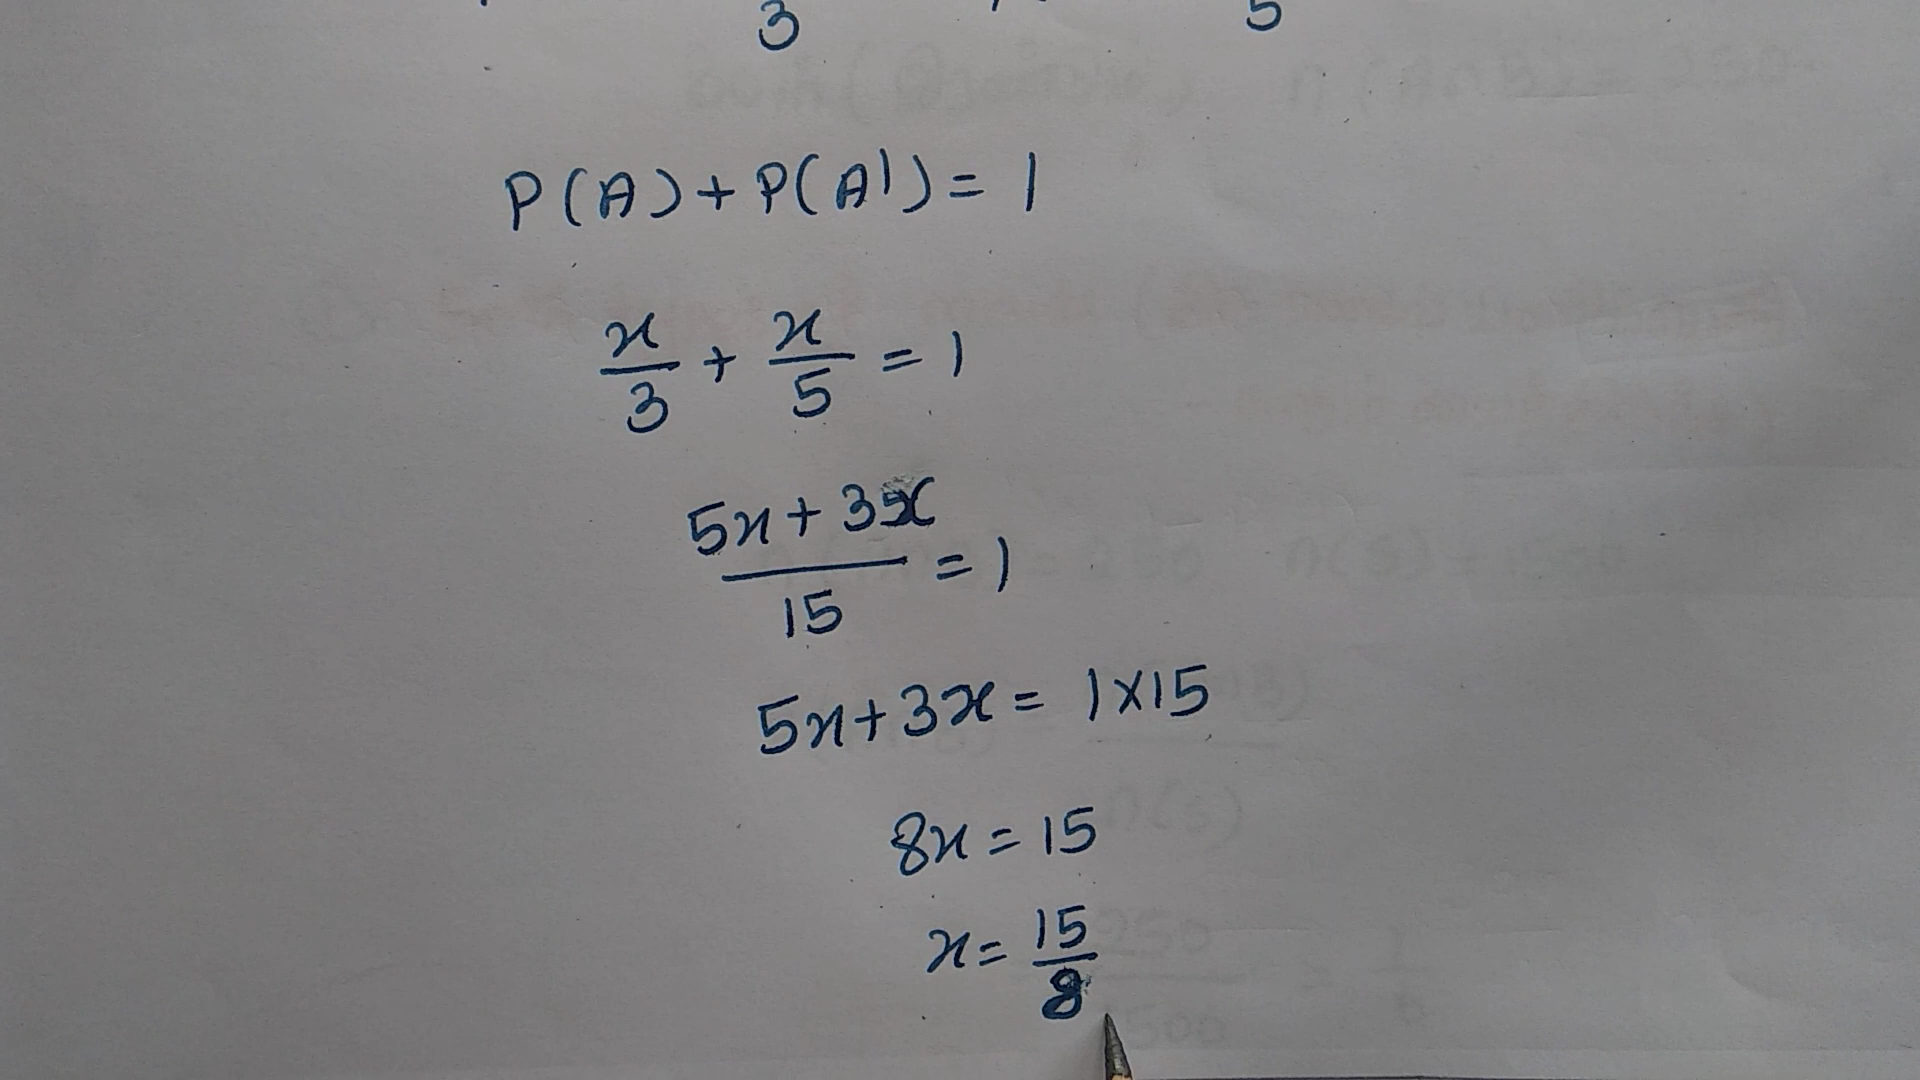 3 5
P(A) + P(A') = 1
x/3 + x/5 = 1
5x + 3x / 15 = 1
5x + 3x = 1 × 15
8x = 15
x = 15/8